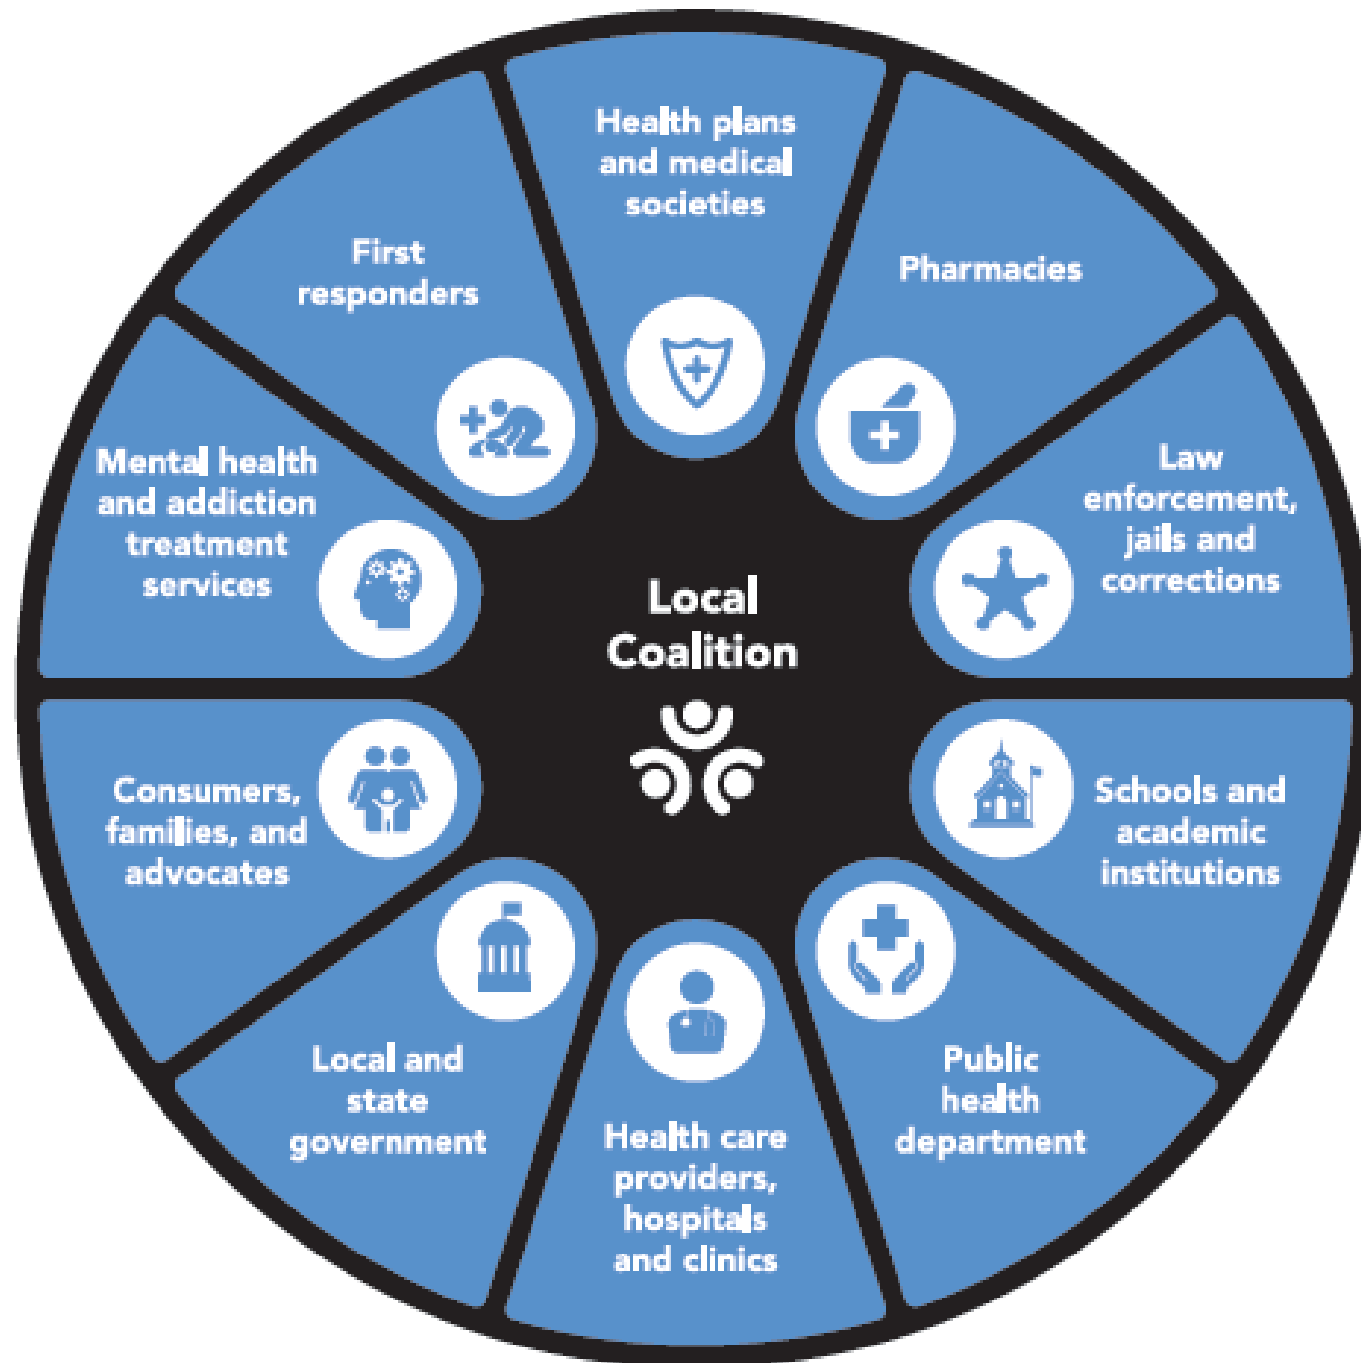 Health plans
and medical
societies
Pharmacies
Law
enforcement,
jails and
corrections
Schools and
academic
institutions
Public
health
department
Health care
providers,
hospitals
and clinics
Local and
state
government
Consumers,
families, and
advocates
Mental health
and addiction
treatment
services
First
responders
Local
Coalition